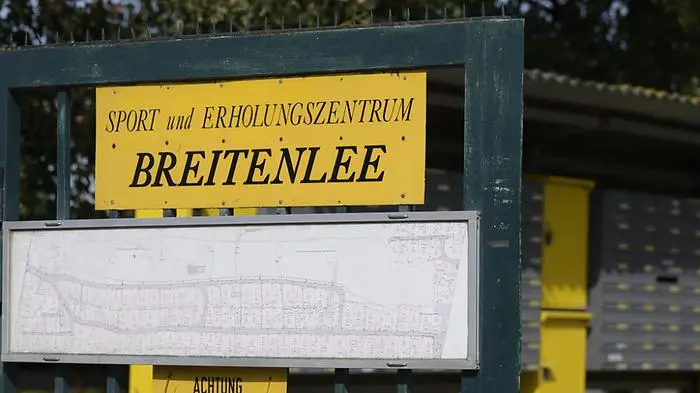 SPORT und ERHOLUNGSZENTRUM
BREITENLEE
ACHTUNG